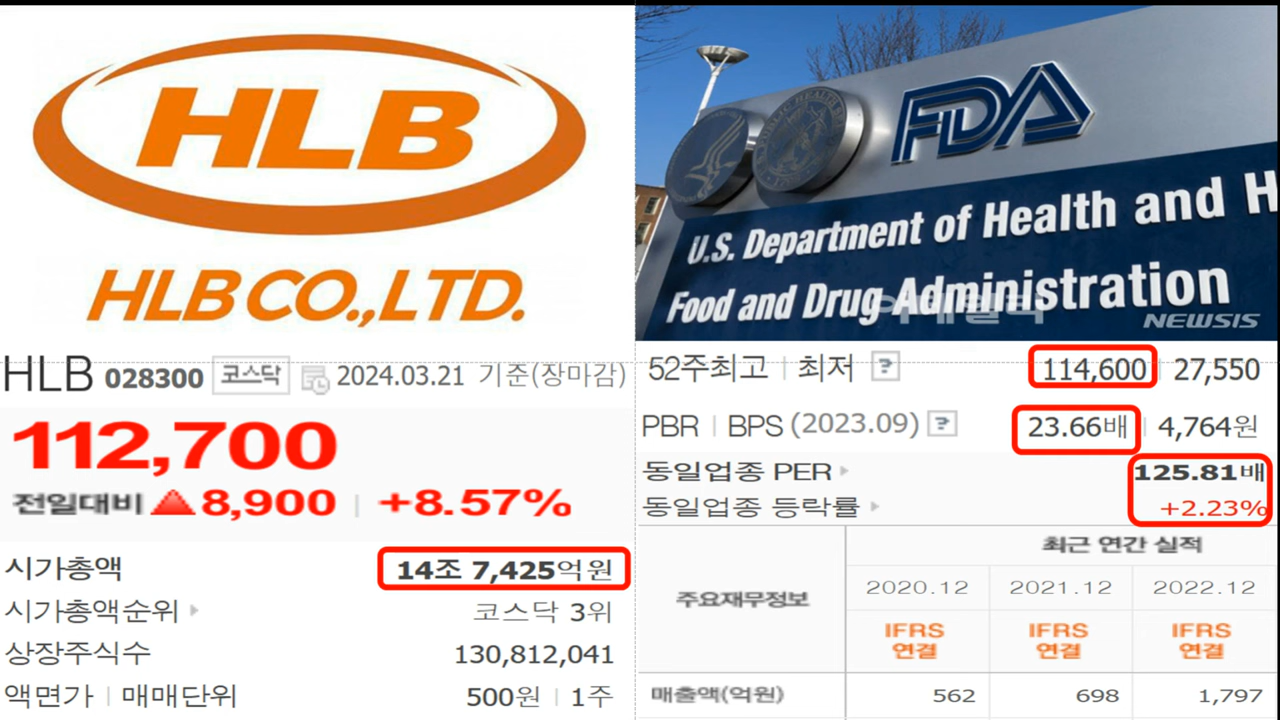 HLB
HLB CO.,LTD.
FDA
U.S. Department of Health and H
Food and Drug Administration
이데일리
NEWSIS
HLB 028300 코스닥 2024.03.21 기준(장마감)
112,700
전일대비 ▲8,900 | +8.57%
시가총액 14조 7,425억원
시가총액순위 코스닥 3위
상장주식수 130,812,041
액면가 | 매매단위 500원 | 1주
52주최고 | 최저 ? 114,600 | 27,550
PBR | BPS (2023.09) ? 23.66배 | 4,764원
동일업종 PER 125.81배
동일업종 등락률 +2.23%
주요재무정보
최근 연간 실적
2020.12 2021.12 2022.12
IFRS 연결 IFRS 연결 IFRS 연결
매출액(억원) 562 698 1,797